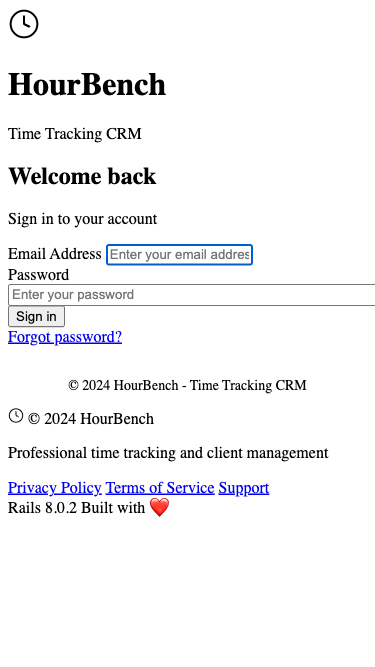 HourBench
Time Tracking CRM
Welcome back
Sign in to your account
Email Address Enter your email addres
Password
Enter your password
Sign in
Forgot password?
© 2024 HourBench - Time Tracking CRM
© 2024 HourBench
Professional time tracking and client management
Privacy Policy Terms of Service Support
Rails 8.0.2 Built with ❤️